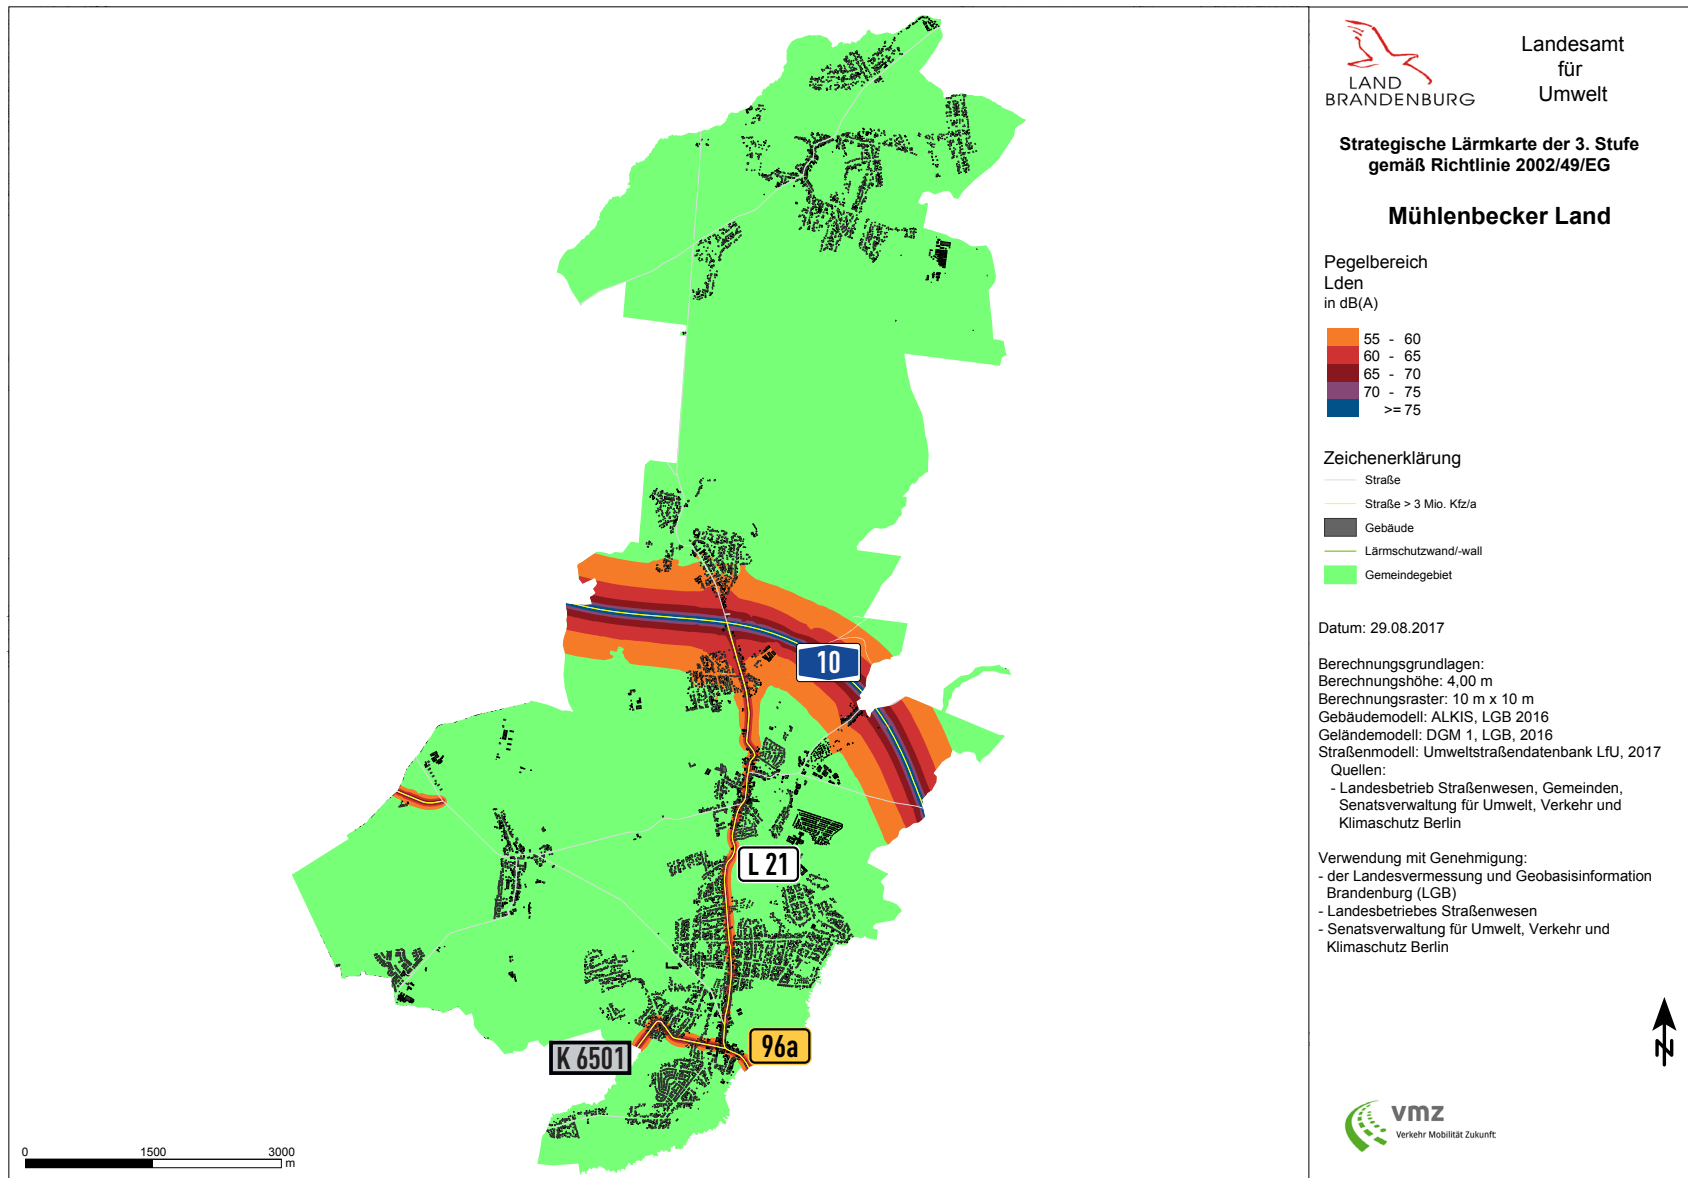 LAND
BRANDENBURG
Landesamt
für
Umwelt
Strategische Lärmkarte der 3. Stufe
gemäß Richtlinie 2002/49/EG
Mühlenbecker Land
Pegelbereich
Lden
in dB(A)
55 - 60
60 - 65
65 - 70
70 - 75
>= 75
Zeichenerklärung
Straße
Straße > 3 Mio. Kfz/a
Gebäude
Lärmschutzwand/-wall
Gemeindegebiet
Datum: 29.08.2017
Berechnungsgrundlagen:
Berechnungshöhe: 4,00 m
Berechnungsraster: 10 m x 10 m
Gebäudemodell: ALKIS, LGB 2016
Geländemodell: DGM 1, LGB, 2016
Straßenmodell: Umweltstraßendatenbank LfU, 2017
Quellen:
- Landesbetrieb Straßenwesen, Gemeinden,
Senatsverwaltung für Umwelt, Verkehr und
Klimaschutz Berlin
Verwendung mit Genehmigung:
- der Landesvermessung und Geobasisinformation
Brandenburg (LGB)
- Landesbetriebes Straßenwesen
- Senatsverwaltung für Umwelt, Verkehr und
Klimaschutz Berlin
N
vmz
Verkehr Mobilität Zukunft
10
L 21
96a
K 6501
0 1500 3000
m